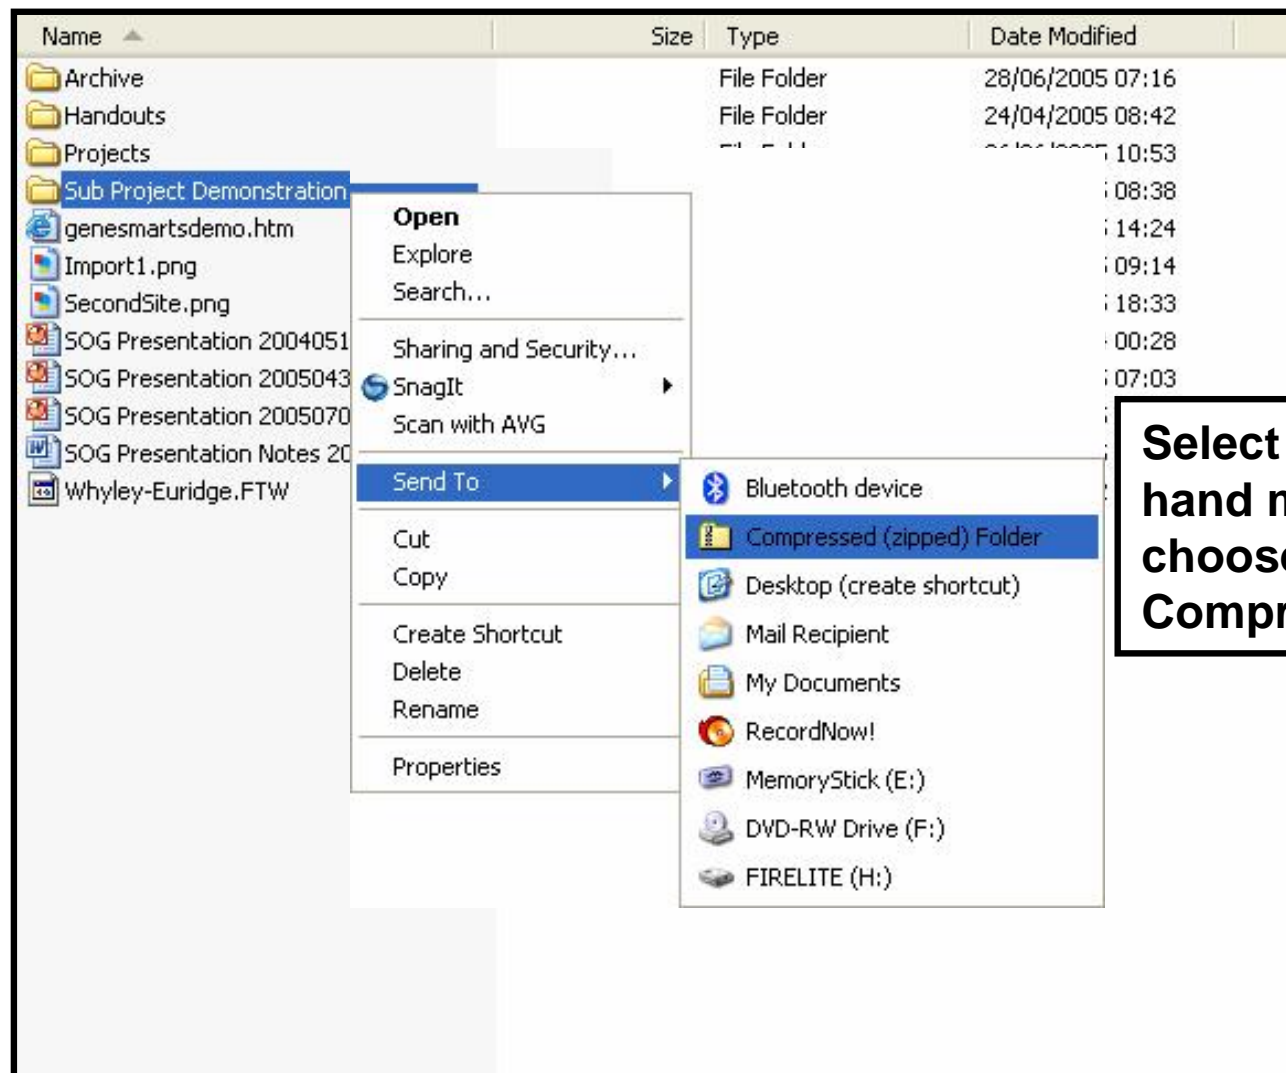 Name Size Type Date Modified
Archive File Folder 28/06/2005 07:16
Handouts File Folder 24/04/2005 08:42
Projects 10:53
Sub Project Demonstration 08:38
genesmartsdemo.htm 14:24
Import1.png 09:14
SecondSite.png 18:33
SOG Presentation 2004051 00:28
SOG Presentation 2005043 07:03
SOG Presentation 2005070
SOG Presentation Notes 20
Whyley-Euridge.FTW
Open
Explore
Search...
Sharing and Security...
SnagIt
Scan with AVG
Send To
Cut
Copy
Create Shortcut
Delete
Rename
Properties
Bluetooth device
Compressed (zipped) Folder
Desktop (create shortcut)
Mail Recipient
My Documents
RecordNow!
MemoryStick (E:)
DVD-RW Drive (F:)
FIRELITE (H:)
Select
hand
choose
Compr